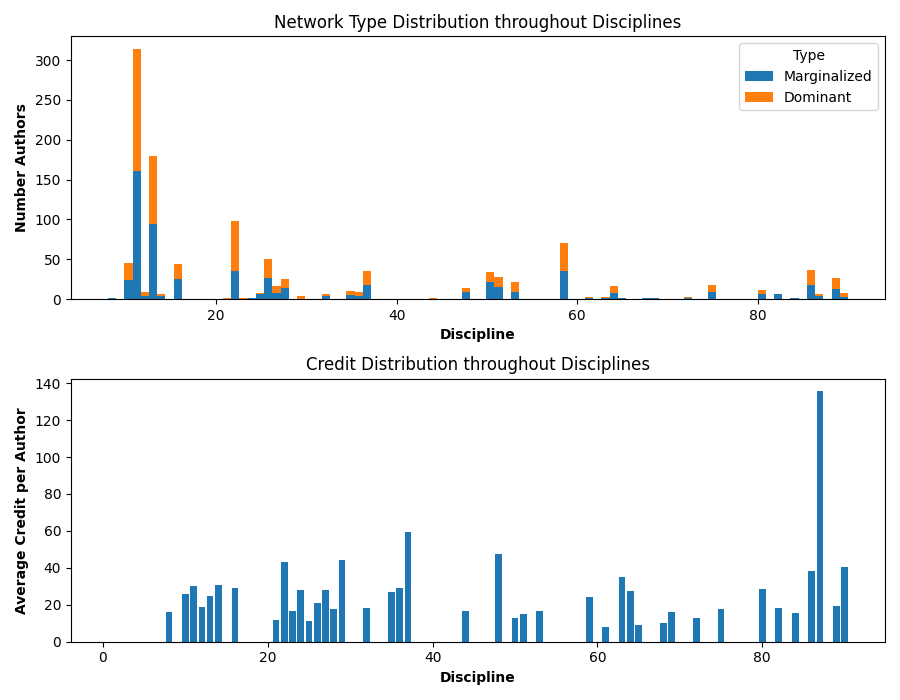 Network Type Distribution throughout Disciplines
300
250
200
150
100
50
0
Number Authors
Type
Marginalized
Dominant
20
40
60
80
Discipline
Credit Distribution throughout Disciplines
140
120
100
80
60
40
20
0
Average Credit per Author
0
20
40
60
80
Discipline